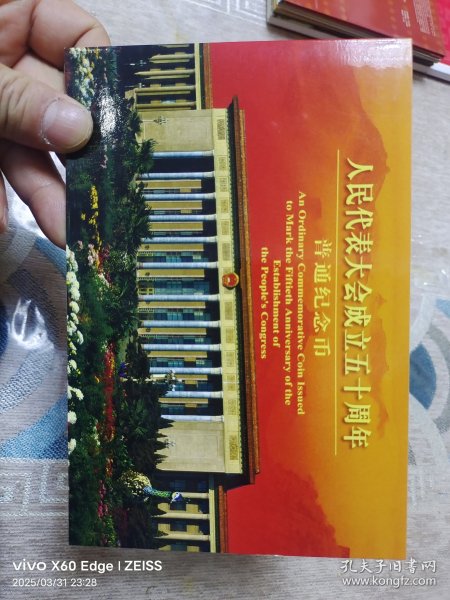 人民代表大会成立五十周年
普通纪念币
An Ordinary Commemorative Coin Issued
to Mark the Fiftieth Anniversary of the
Establishment of
the People's Congress
vivo X60 Edge | ZEISS
2025/03/31 23:28
孔夫子旧书网
www.kongfz.com